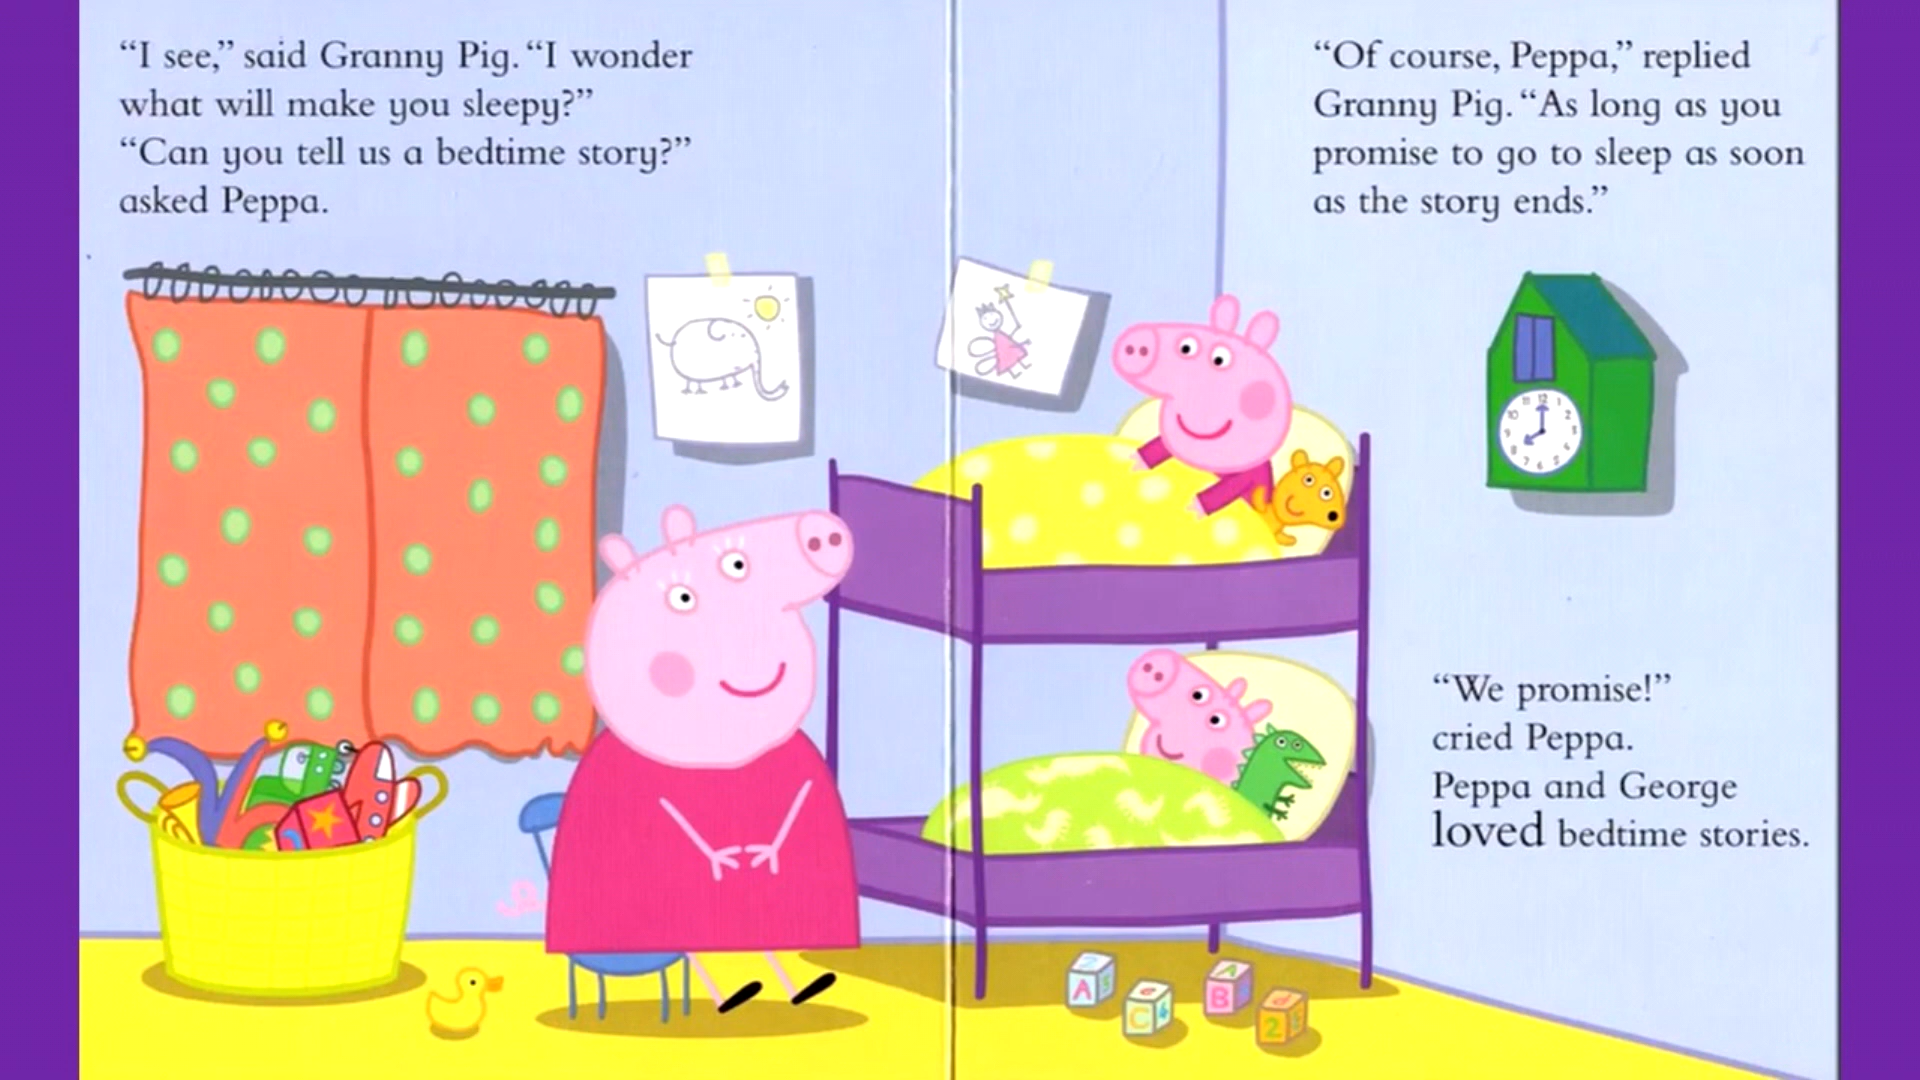 “I see,” said Granny Pig. “I wonder
what will make you sleepy?”
“Can you tell us a bedtime story?”
asked Peppa.
“Of course, Peppa,” replied
Granny Pig. “As long as you
promise to go to sleep as soon
as the story ends.”
“We promise!”
cried Peppa.
Peppa and George
loved bedtime stories.